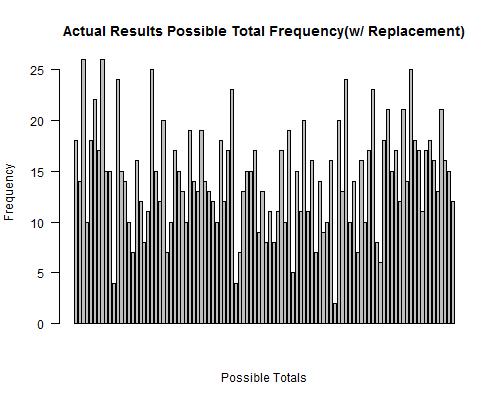 Actual Results Possible Total Frequency(w/ Replacement)
25
20
15
10
5
0
Frequency
Possible Totals